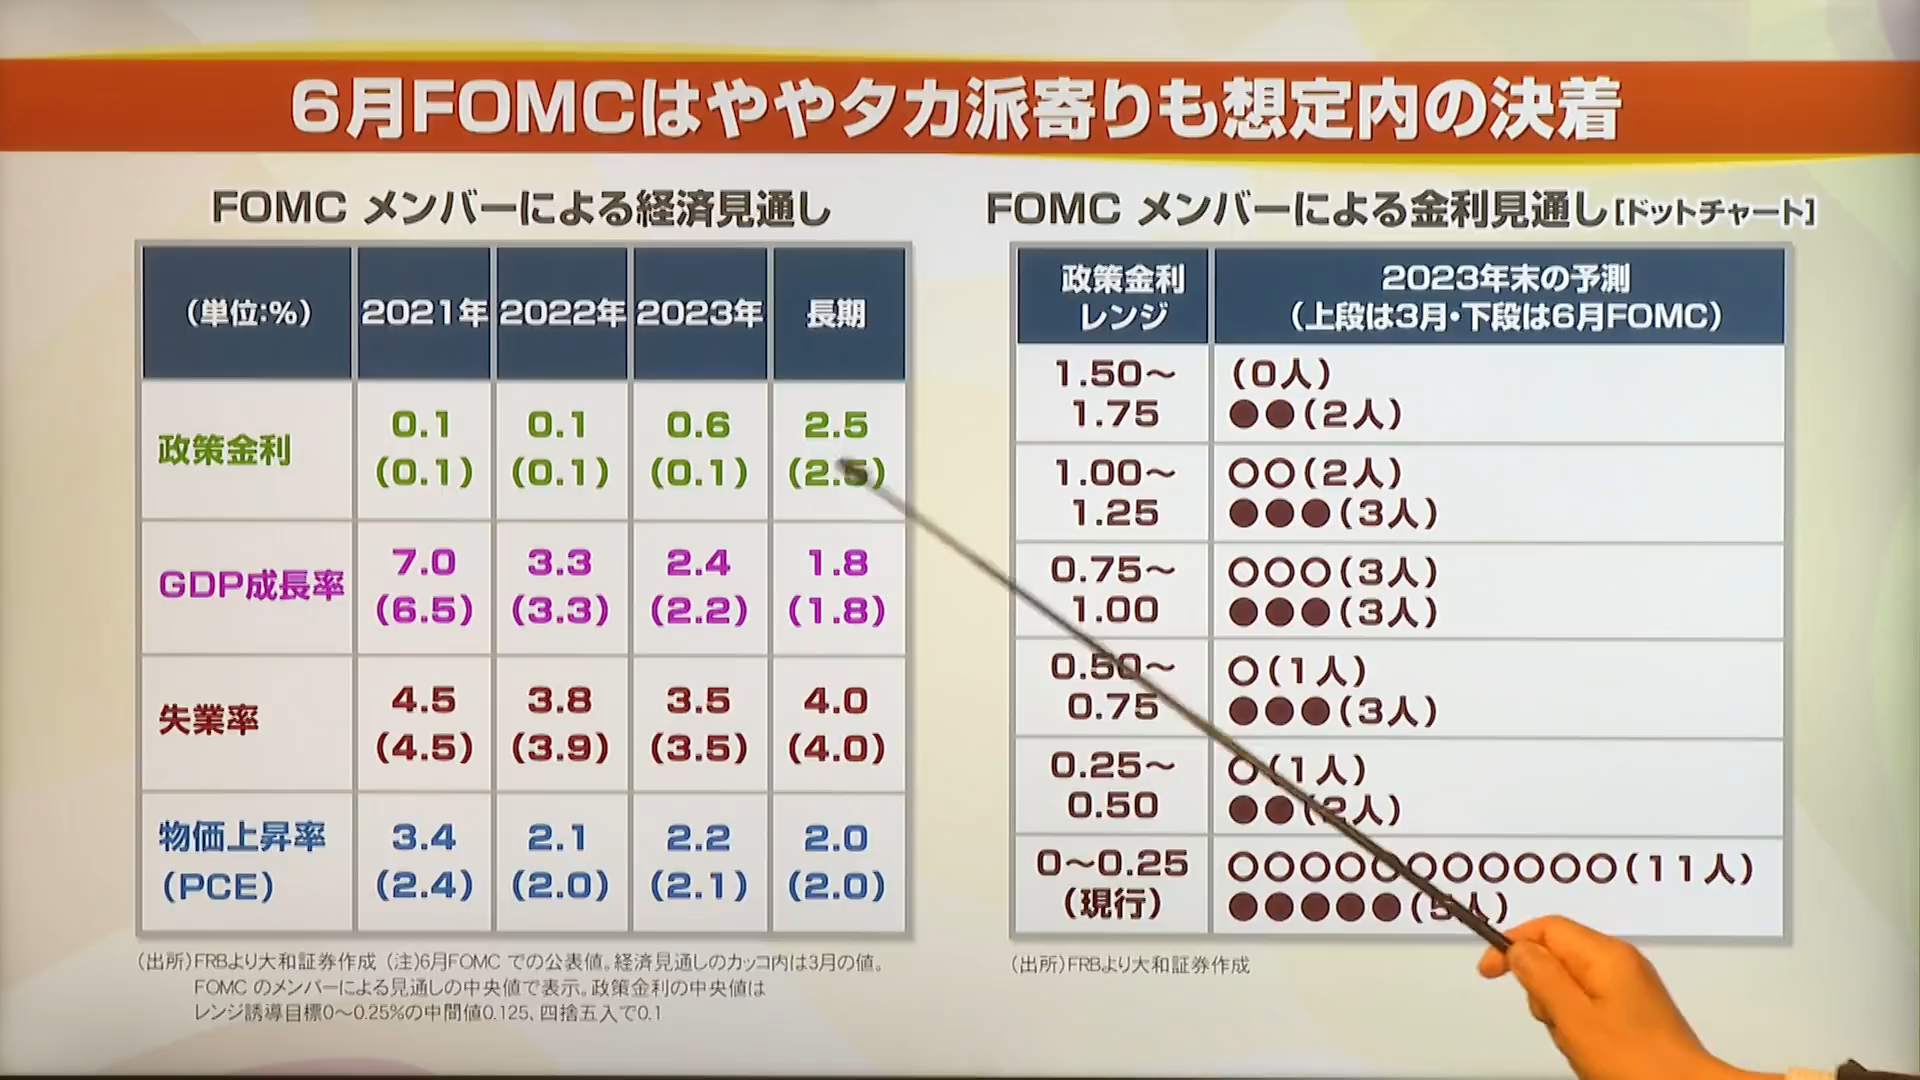 6月FOMCはややタカ派寄りも想定内の決着
FOMC メンバーによる経済見通し
(単位:%) 2021年 2022年 2023年 長期
政策金利
0.1 0.1 0.6 2.5
(0.1) (0.1) (0.1) (2.5)
GDP成長率
7.0 3.3 2.4 1.8
(6.5) (3.3) (2.2) (1.8)
失業率
4.5 3.8 3.5 4.0
(4.5) (3.9) (3.5) (4.0)
物価上昇率 3.4 2.1 2.2 2.0
(PCE) (2.4) (2.0) (2.1) (2.0)
(出所)FRBより大和証券作成 (注)6月FOMC での公表値。経済見通しのカッコ内は3月の値。
FOMC のメンバーによる見通しの中央値で表示。政策金利の中央値は
レンジ誘導目標0〜0.25%の中間値0.125、四捨五入で0.1
FOMC メンバーによる金利見通し[ドットチャート]
政策金利 2023年末の予測
レンジ (上段は3月・下段は6月FOMC)
1.50〜 (0人)
1.75 ●●(2人)
1.00〜 ○○(2人)
1.25 ●●●(3人)
0.75〜 ○○○(3人)
1.00 ●●●(3人)
0.50〜 ○(1人)
0.75 ●●●(3人)
0.25〜 ○(1人)
0.50 ●●(2人)
0〜0.25 ○○○○○○○○○○○(11人)
(現行) ●●●●●(5人)
(出所)FRBより大和証券作成